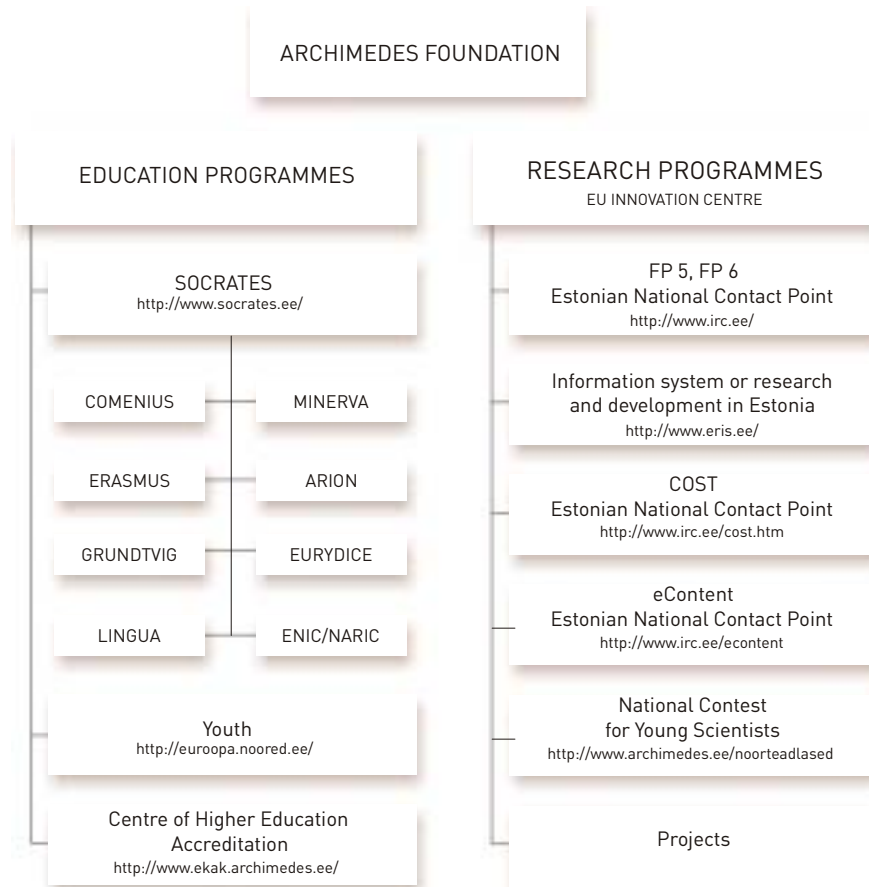 ARCHIMEDES FOUNDATION
EDUCATION PROGRAMMES
SOCRATES
http://www.socrates.ee/
COMENIUS
MINERVA
ERASMUS
ARION
GRUNDTVIG
EURYDICE
LINGUA
ENIC/NARIC
Youth
http://euroopa.noored.ee/
Centre of Higher Education
Accreditation
http://www.ekak.archimedes.ee/
RESEARCH PROGRAMMES
EU INNOVATION CENTRE
FP 5, FP 6
Estonian National Contact Point
http://www.irc.ee/
Information system or research
and development in Estonia
http://www.eris.ee/
COST
Estonian National Contact Point
http://www.irc.ee/cost.htm
eContent
Estonian National Contact Point
http://www.irc.ee/econtent
National Contest
for Young Scientists
http://www.archimedes.ee/noorteadlased
Projects